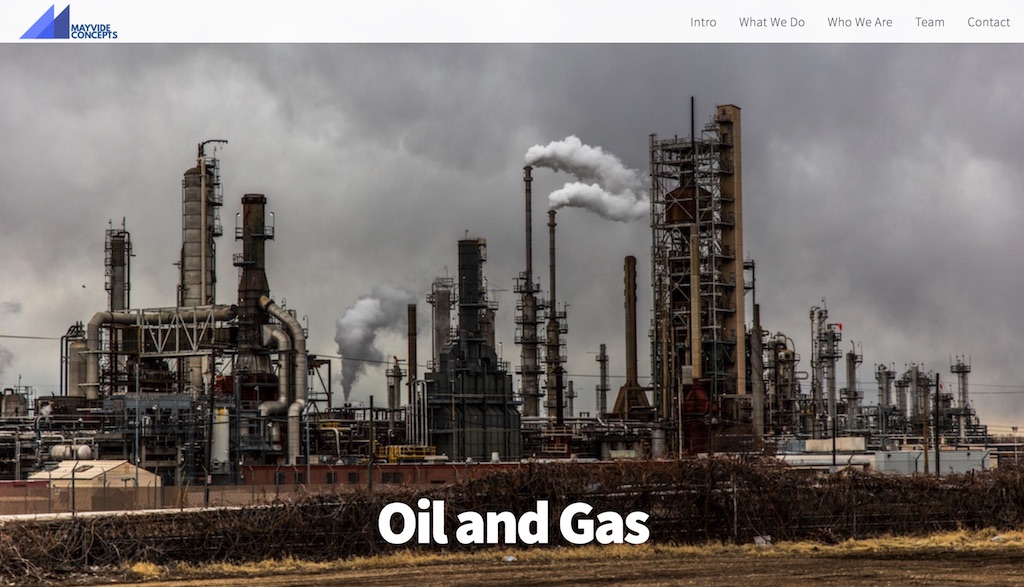 MAYVIDE
CONCEPTS
Intro What We Do Who We Are Team Contact
Oil and Gas